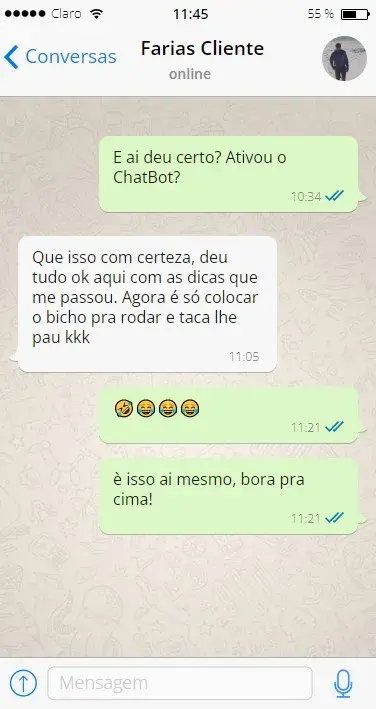 Claro 11:45 55 %
Conversas Farias Cliente
online
E ai deu certo? Ativou o
ChatBot?
10:34
Que isso com certeza, deu
tudo ok aqui com as dicas que
me passou. Agora é só colocar
o bicho pra rodar e taca lhe
pau kkk
11:05
🤣😂😂😂
11:21
è isso ai mesmo, bora pra
cima!
11:21
Mensagem